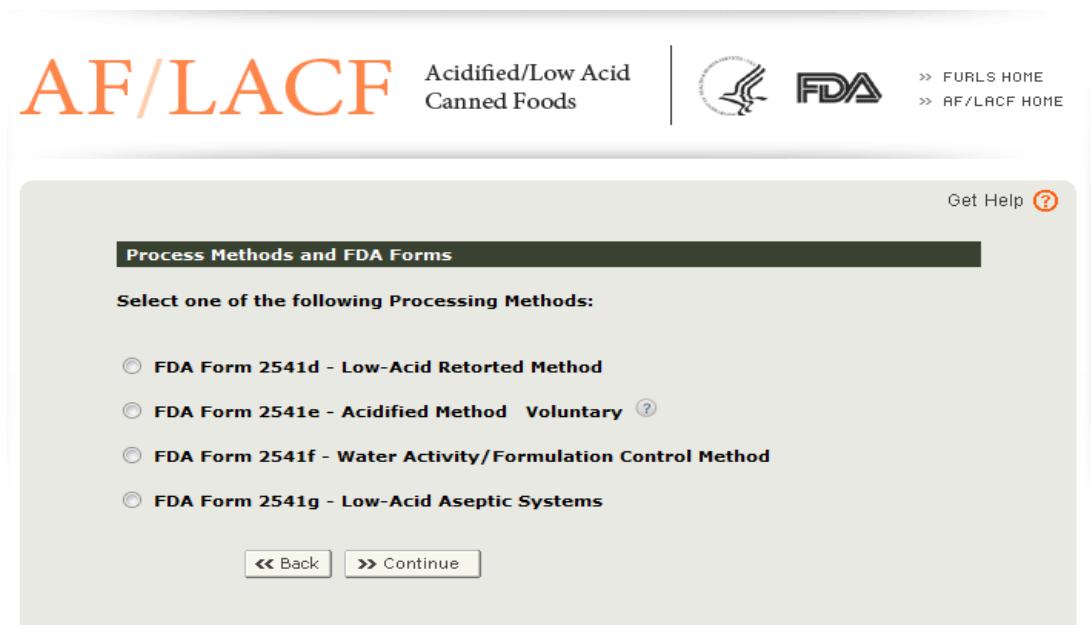 AF/LACF
Acidified/Low Acid
Canned Foods
FDA
>> FURLS HOME
>> AF/LACF HOME
Get Help ?
Process Methods and FDA Forms
Select one of the following Processing Methods:
FDA Form 2541d - Low-Acid Retorted Method
FDA Form 2541e - Acidified Method Voluntary ?
FDA Form 2541f - Water Activity/Formulation Control Method
FDA Form 2541g - Low-Acid Aseptic Systems
<< Back >> Continue